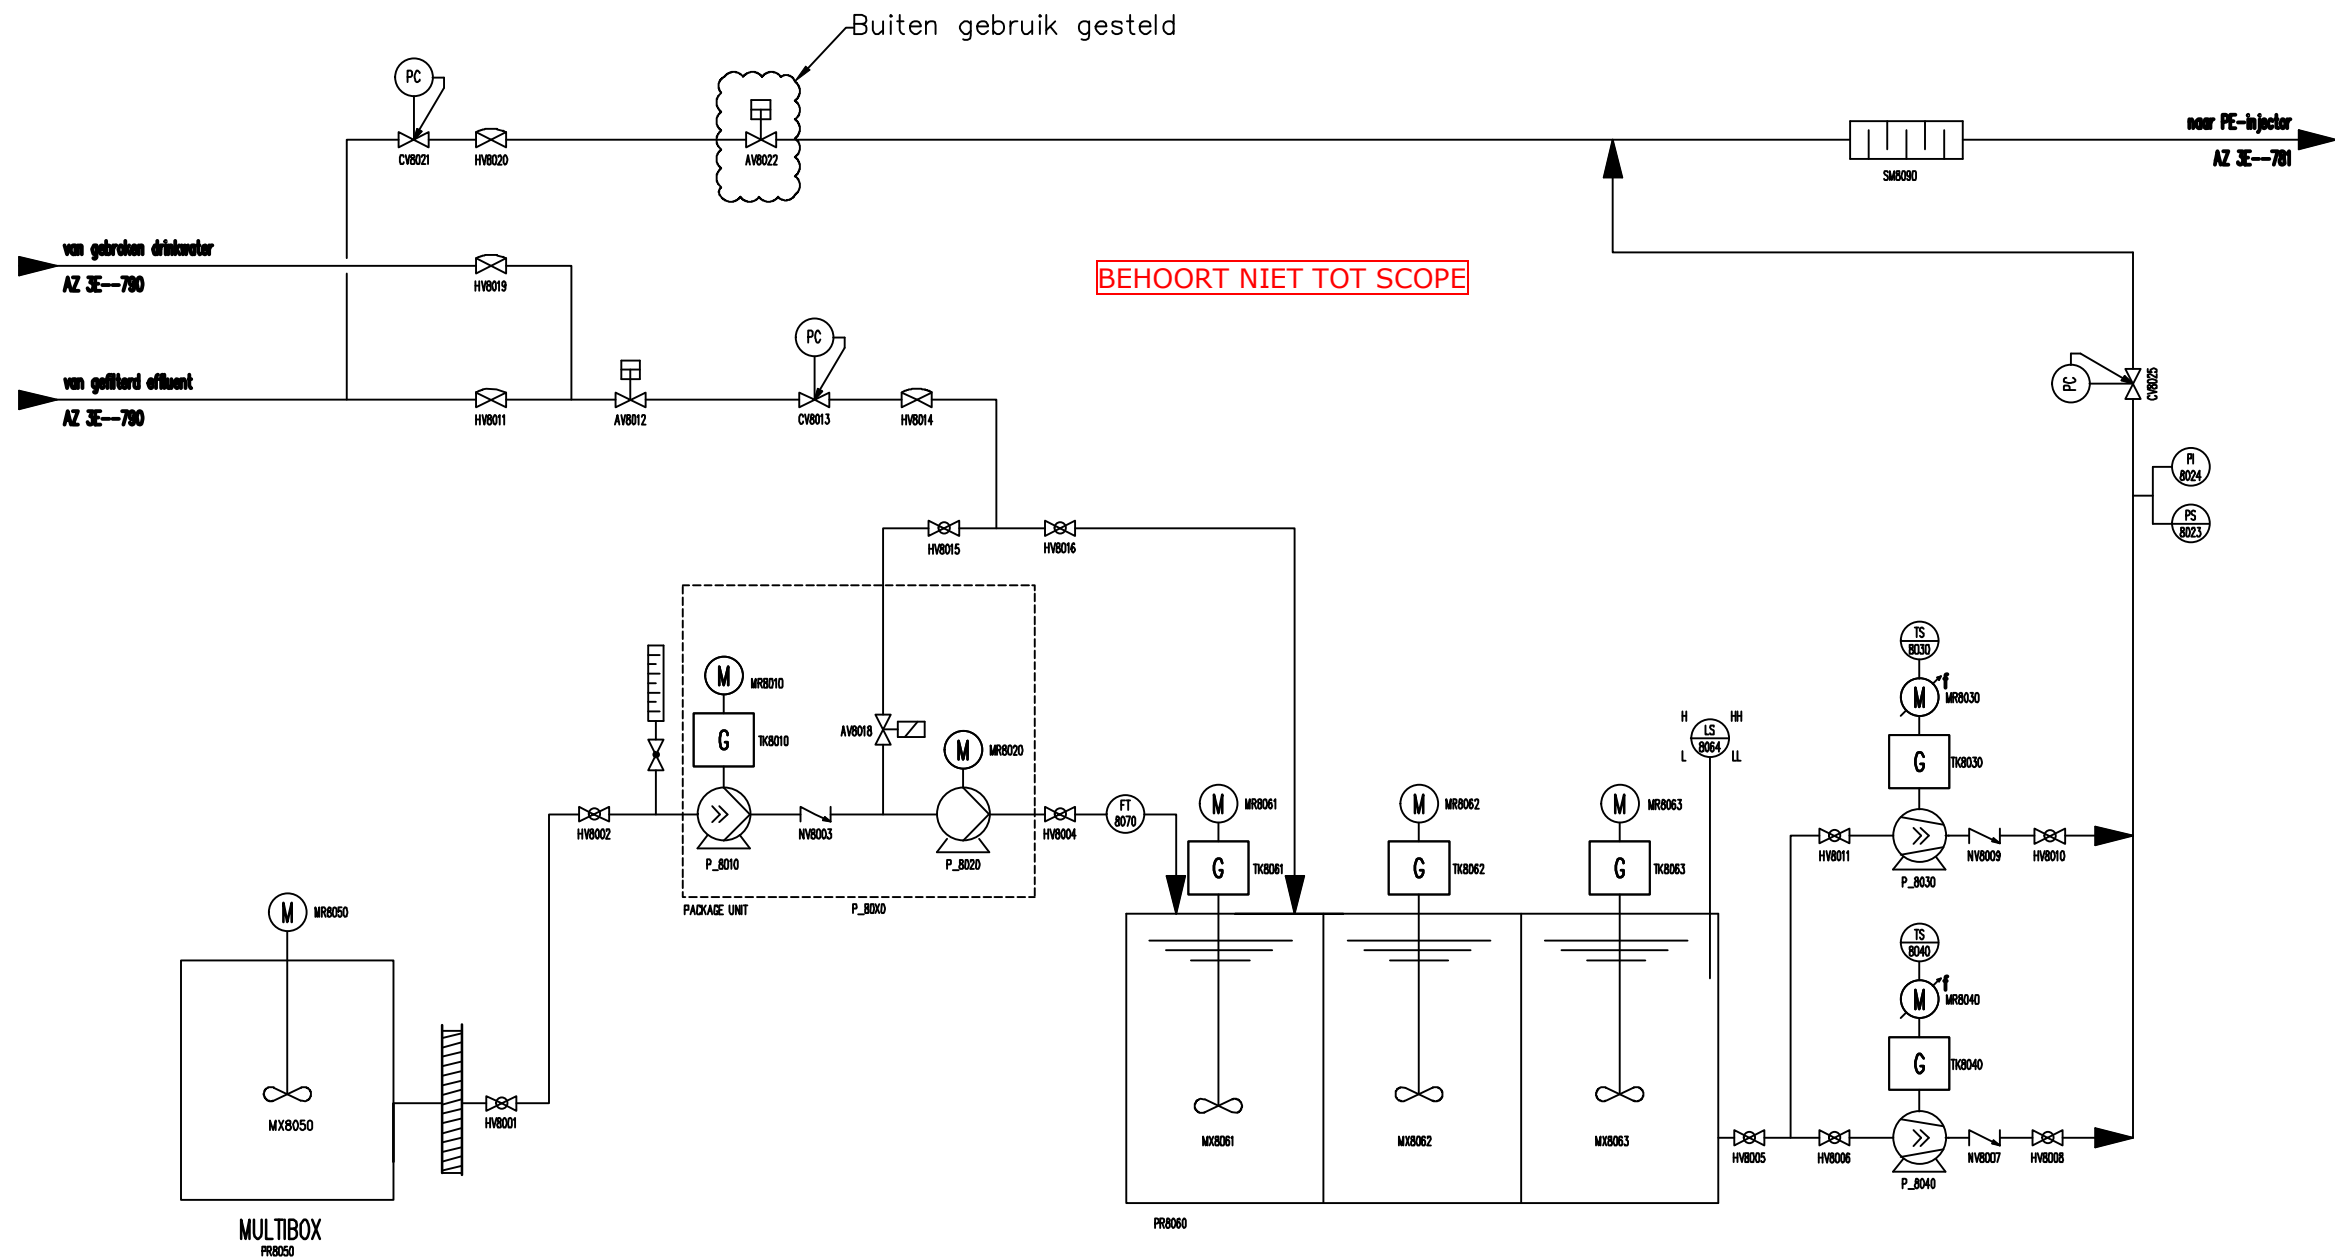 Buiten gebruik gesteld
PC
CV8021
HV8020
AV8022
SM8090
naar PE-injector
AZ 3E--781
van gebroken drinkwater
AZ 3E--790
HV8019
BEHOORT NIET TOT SCOPE
van gefilterd effluent
AZ 3E--790
HV8011
AV8012
PC
CV8013
HV8014
PC
CV8025
PI
8024
PS
8023
HV8015
HV8016
M
MR8010
G
TK8010
AV8018
M
MR8020
HV8002
P_8010
NV8003
P_8020
HV8004
FT
8070
PACKAGE UNIT
P_80X0
M
MR8061
G
TK8061
M
MR8062
G
TK8062
M
MR8063
G
TK8063
H
HH
LS
8064
L
LL
TS
8030
M
f
MR8030
G
TK8030
HV8011
P_8030
NV8009
HV8010
TS
8040
M
f
MR8040
G
TK8040
M
MR8050
MX8050
HV8001
MX8061
MX8062
MX8063
HV8005
HV8006
P_8040
NV8007
HV8008
MULTIBOX
PR8050
PR8060